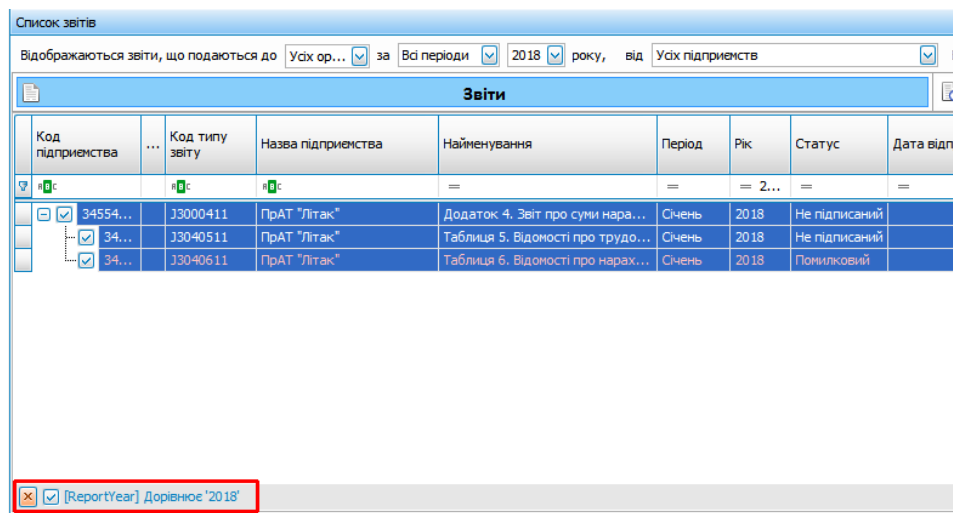 Список звітів
Відображаються звіти, що подаються до Усіх ор... за Всі періоди 2018 року, від Усіх підприємств
Звіти
Код підприємства ... Код типу звіту Назва підприємства Найменування Період Рік Статус Дата відп
ABC ABC ABC = = = 2... = =
34554... J3000411 ПрАТ "Літак" Додаток 4. Звіт про суми нара... Січень 2018 Не підписаний
34... J3040511 ПрАТ "Літак" Таблиця 5. Відомості про трудо... Січень 2018 Не підписаний
34... J3040611 ПрАТ "Літак" Таблиця 6. Відомості про нарах... Січень 2018 Помилковий
[ReportYear] Дорівнює '2018'